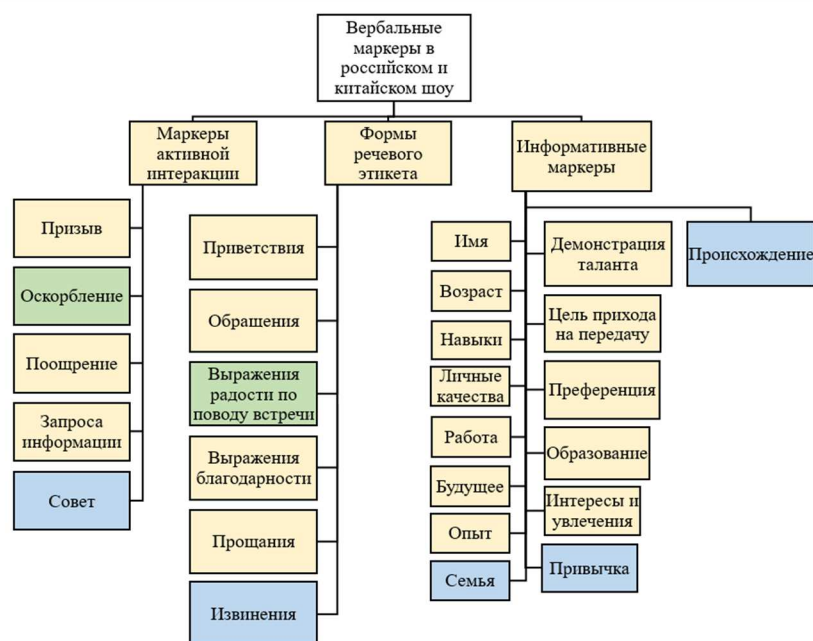 Вербальные
маркеры в
российском и
китайском шоу
Маркеры
активной
интеракции
Формы
речевого
этикета
Информативные
маркеры
Призыв
Оскорбление
Поощрение
Запроса
информации
Совет
Приветствия
Обращения
Выражения
радости по
поводу встречи
Выражения
благодарности
Прощания
Извинения
Имя
Возраст
Навыки
Личные
качества
Работа
Будущее
Опыт
Семья
Демонстрация
таланта
Цель прихода
на передачу
Преференция
Образование
Интересы и
увлечения
Привычка
Происхождение